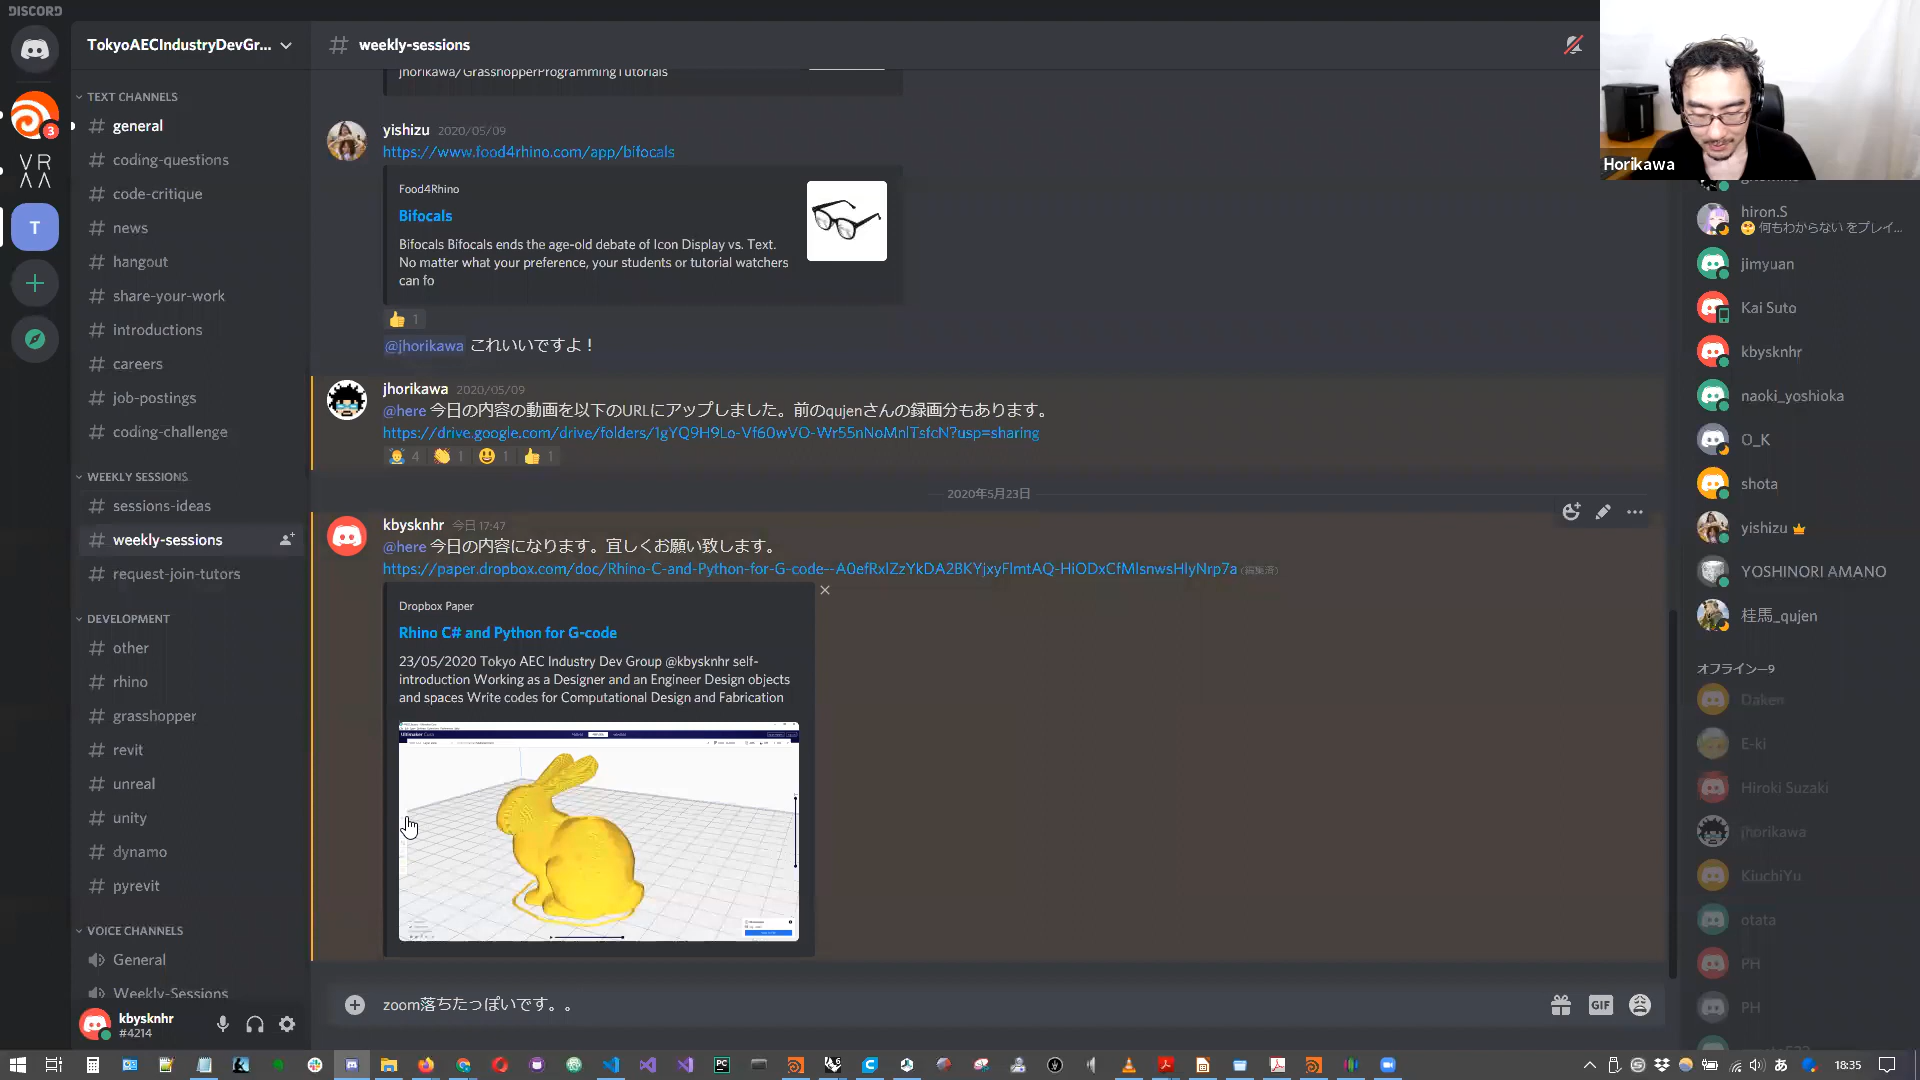 DISCORD
TokyoAECIndustryDevGr...
weekly-sessions
TEXT CHANNELS
general
coding-questions
code-critique
news
hangout
share-your-work
introductions
careers
job-postings
coding-challenge
WEEKLY SESSIONS
sessions-ideas
weekly-sessions
request-join-tutors
DEVELOPMENT
other
rhino
grasshopper
revit
unreal
unity
dynamo
pyrevit
VOICE CHANNELS
General
Weekly-Sessions
kbysknhr
#4214
3
VR
T
jhorikawa/GrasshopperProgrammingTutorials
yishizu 2020/05/09
https://www.food4rhino.com/app/bifocals
Food4Rhino
Bifocals
Bifocals Bifocals ends the age-old debate of Icon Display vs. Text.
No matter what your preference, your students or tutorial watchers
can fo
1
@jhorikawa これいいですよ！
jhorikawa 2020/05/09
@here 今日の内容の動画を以下のURLにアップしました。前のqujenさんの録画分もあります。
https://drive.google.com/drive/folders/1gYQ9H9Lo-Vf60wVO-Wr55nNoMnlTsfcN?usp=sharing
4 1 1 1
2020年5月23日
kbysknhr 今日 17:47
@here 今日の内容になります。宜しくお願い致します。
https://paper.dropbox.com/doc/Rhino-C-and-Python-for-G-code--A0efRxlZzYkDA2BKYjxyFlmtAQ-HiODxCfMlsnwsHlyNrp7a (編集済)
Dropbox Paper
Rhino C# and Python for G-code
23/05/2020 Tokyo AEC Industry Dev Group @kbysknhr self-
introduction Working as a Designer and an Engineer Design objects
and spaces Write codes for Computational Design and Fabrication
zoom落ちたっぽいです。。
GIF
Horikawa
hiron.S
何もわからない をプレイ...
jimyuan
Kai Suto
kbysknhr
naoki_yoshioka
O_K
shota
yishizu
YOSHINORI AMANO
桂馬_qujen
オフライン—9
Daken
E-ki
Hiroki Suzaki
jhorikawa
KiuchiYu
otata
PH
PH
あ
18:35